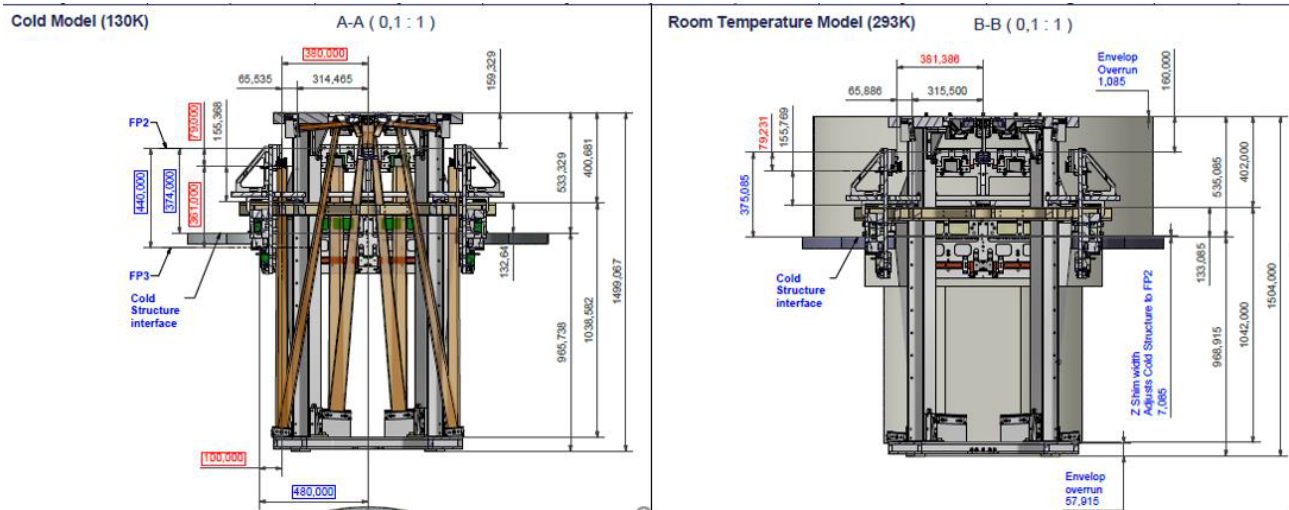 Cold Model (130K)
A-A ( 0,1 : 1 )
380,000
65,535
314,465
159,329
79,000
155,368
FP2
440,000
374,000
361,000
533,329
400,681
132,64
FP3
Cold
Structure
interface
965,738
1038,582
1499,067
100,000
480,000
Room Temperature Model (293K)
B-B ( 0,1 : 1 )
Envelop
Overrun
1,085
381,386
65,886
315,500
160,000
79,231
155,769
375,085
535,085
402,000
133,085
Cold
Structure
interface
Z Shim width
Adjusts Cold Structure to FP2
7,085
968,915
1042,000
1504,000
Envelop
overrun
57,915